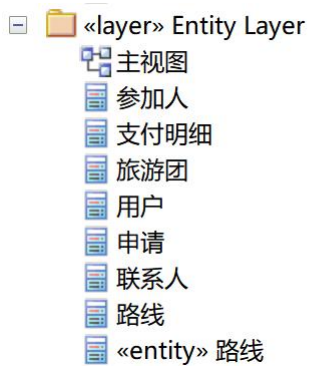 «layer» Entity Layer
主视图
参加人
支付明细
旅游团
用户
申请
联系人
路线
«entity» 路线